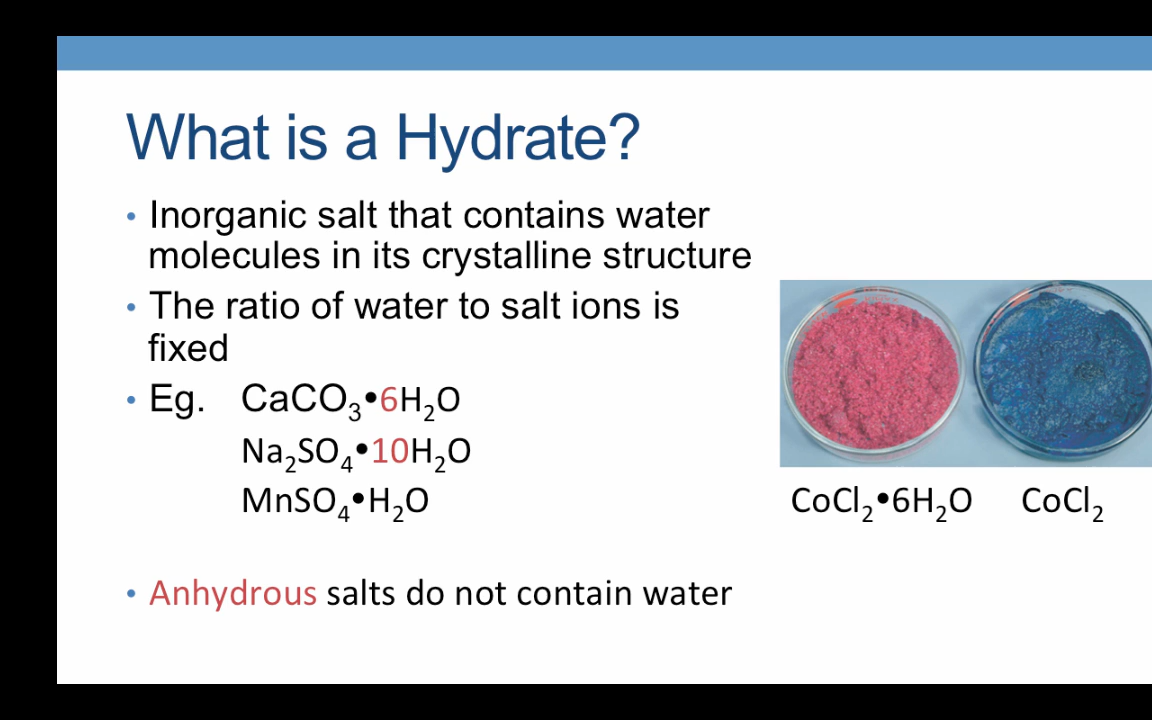 What is a Hydrate?
• Inorganic salt that contains water
molecules in its crystalline structure
• The ratio of water to salt ions is
fixed
• Eg. CaCO₃•6H₂O
Na₂SO₄•10H₂O
MnSO₄•H₂O
CoCl₂•6H₂O CoCl₂
• Anhydrous salts do not contain water